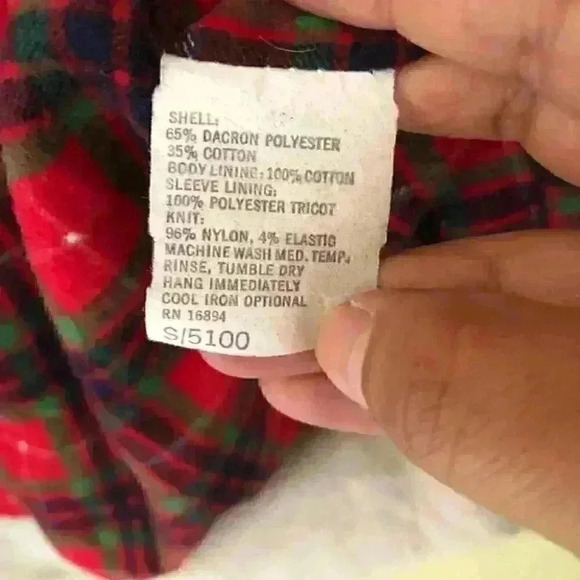 SHELL:
65% DACRON POLYESTER
35% COTTON
BODY LINING: 100% COTTON
SLEEVE LINING:
100% POLYESTER TRICOT
KNIT:
96% NYLON, 4% ELASTIC
MACHINE WASH MED. TEMP.
RINSE, TUMBLE DRY
HANG IMMEDIATELY
COOL IRON OPTIONAL
RN 16894
S/5100